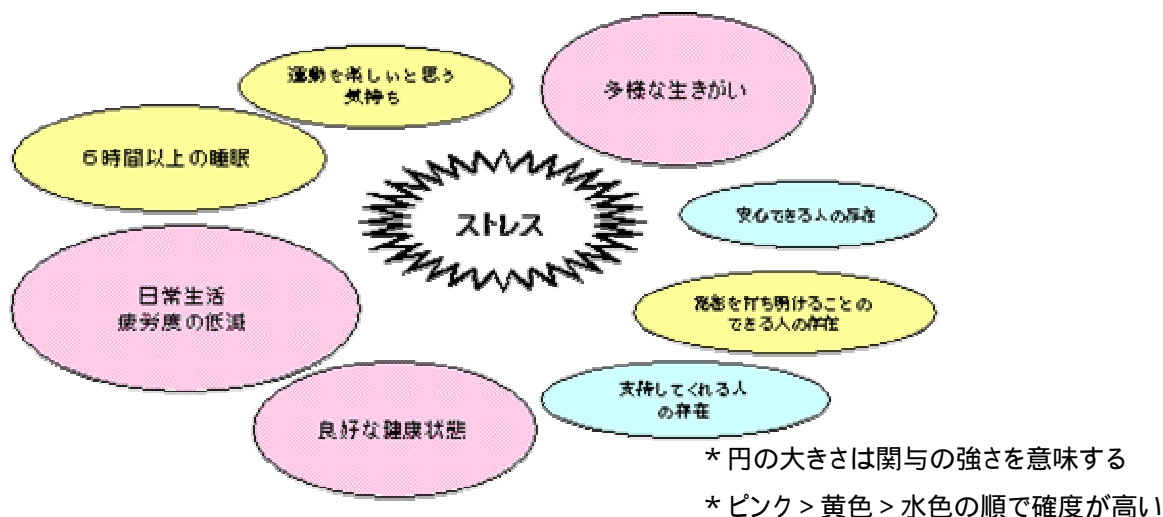 運動を楽しいと思う
気持ち
多様な生きがい
6時間以上の睡眠
ストレス
安心できる人の存在
日常生活
疲労度の低減
を打ち明けることの
できる人の存在
支持してくれる人
の存在
良好な健康状態
*円の大きさは関与の強さを意味する
*ピンク>黄色>水色の順で確度が高い